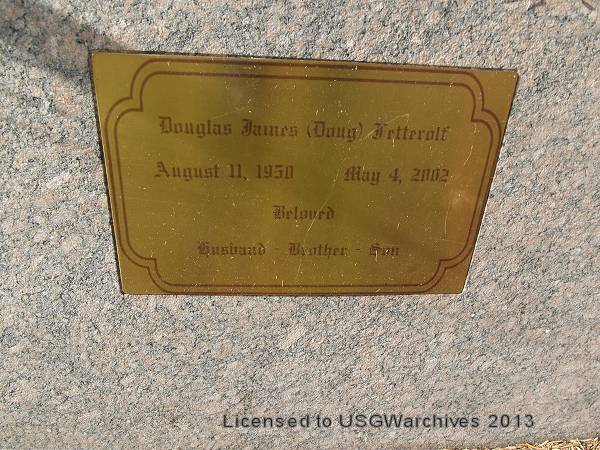 Douglas James (Doug) Fetterolf
August 11, 1950 May 4, 2002
Beloved
Husband - Brother - Son
Licensed to USGWarchives 2013